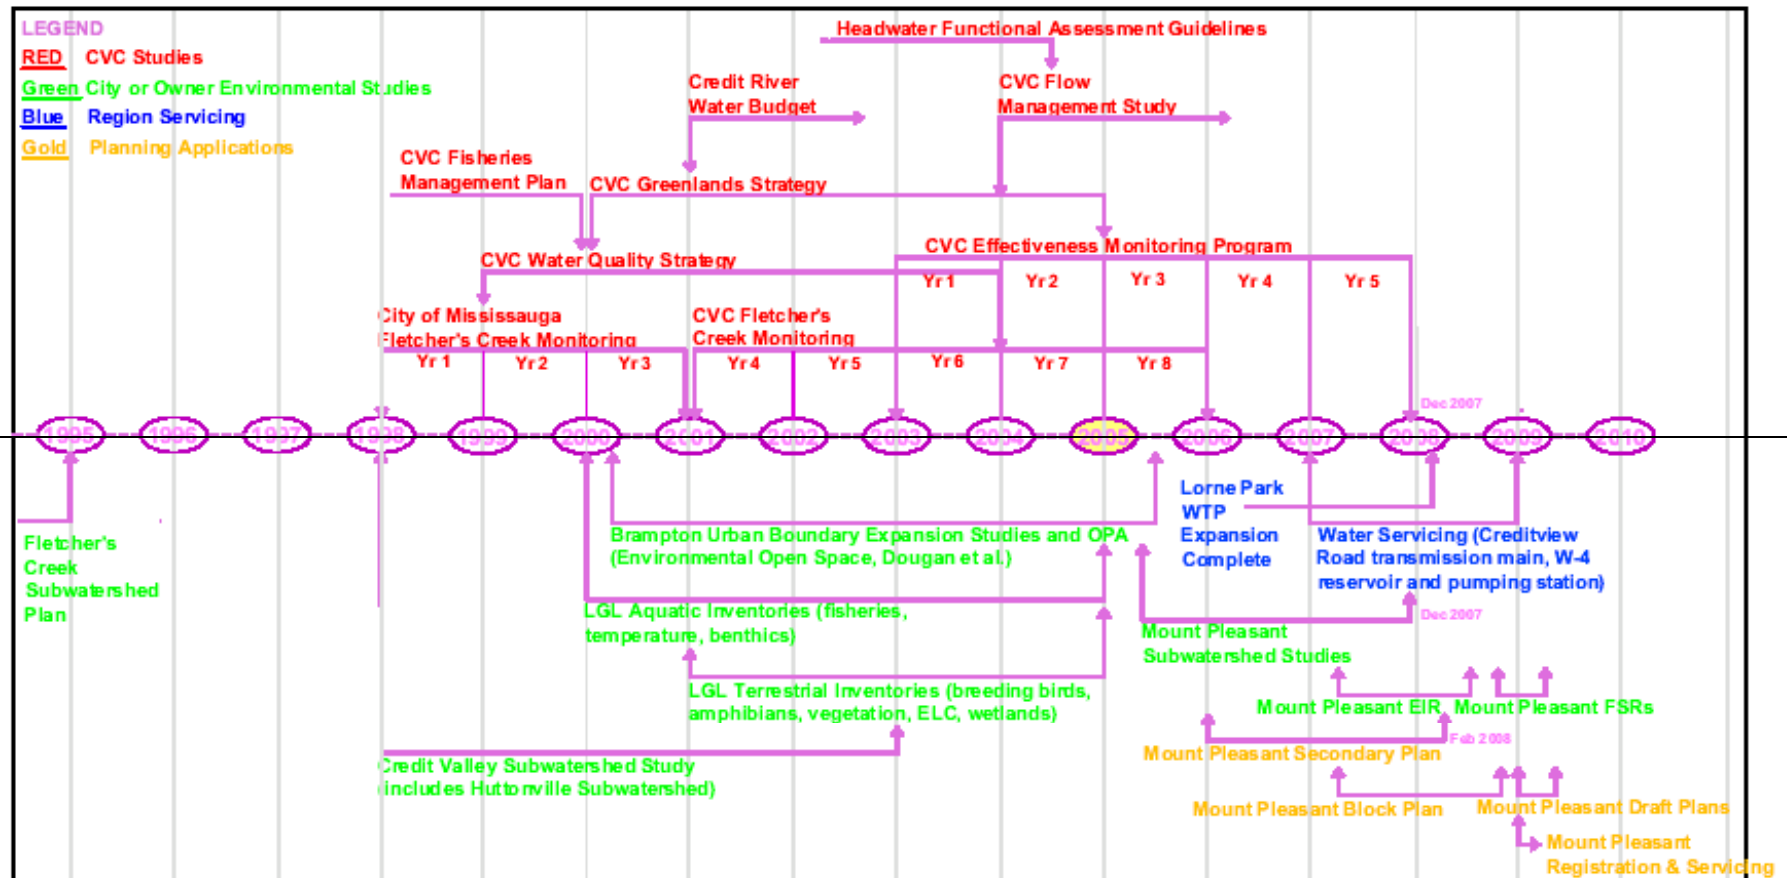 LEGEND
RED CVC Studies
Green City or Owner Environmental Studies
Blue Region Servicing
Gold Planning Applications
Headwater Functional Assessment Guidelines
Credit River
Water Budget
CVC Flow
Management Study
CVC Fisheries
Management Plan
CVC Greenlands Strategy
CVC Effectiveness Monitoring Program
Yr 1 Yr 2 Yr 3 Yr 4 Yr 5
CVC Water Quality Strategy
City of Mississauga
Fletcher's Creek Monitoring
CVC Fletcher's
Creek Monitoring
Yr 1 Yr 2 Yr 3 Yr 4 Yr 5 Yr 6 Yr 7 Yr 8
Dec 2007
1995 1996 1997 1998 1999 2000 2001 2002 2003 2004 2005 2006 2007 2008 2009 2010
Fletcher's
Creek
Subwatershed
Plan
Brampton Urban Boundary Expansion Studies and OPA
(Environmental Open Space, Dougan et al.)
Lorne Park
WTP
Expansion
Complete
Water Servicing (Creditview
Road transmission main, W-4
reservoir and pumping station)
LGL Aquatic Inventories (fisheries,
temperature, benthics)
Dec 2007
Mount Pleasant
Subwatershed Studies
LGL Terrestrial Inventories (breeding birds,
amphibians, vegetation, ELC, wetlands)
Mount Pleasant EIR
Mount Pleasant FSRs
Feb 2008
Mount Pleasant Secondary Plan
Credit Valley Subwatershed Study
(includes Huttonville Subwatershed)
Mount Pleasant Block Plan
Mount Pleasant Draft Plans
Mount Pleasant
Registration & Servicing